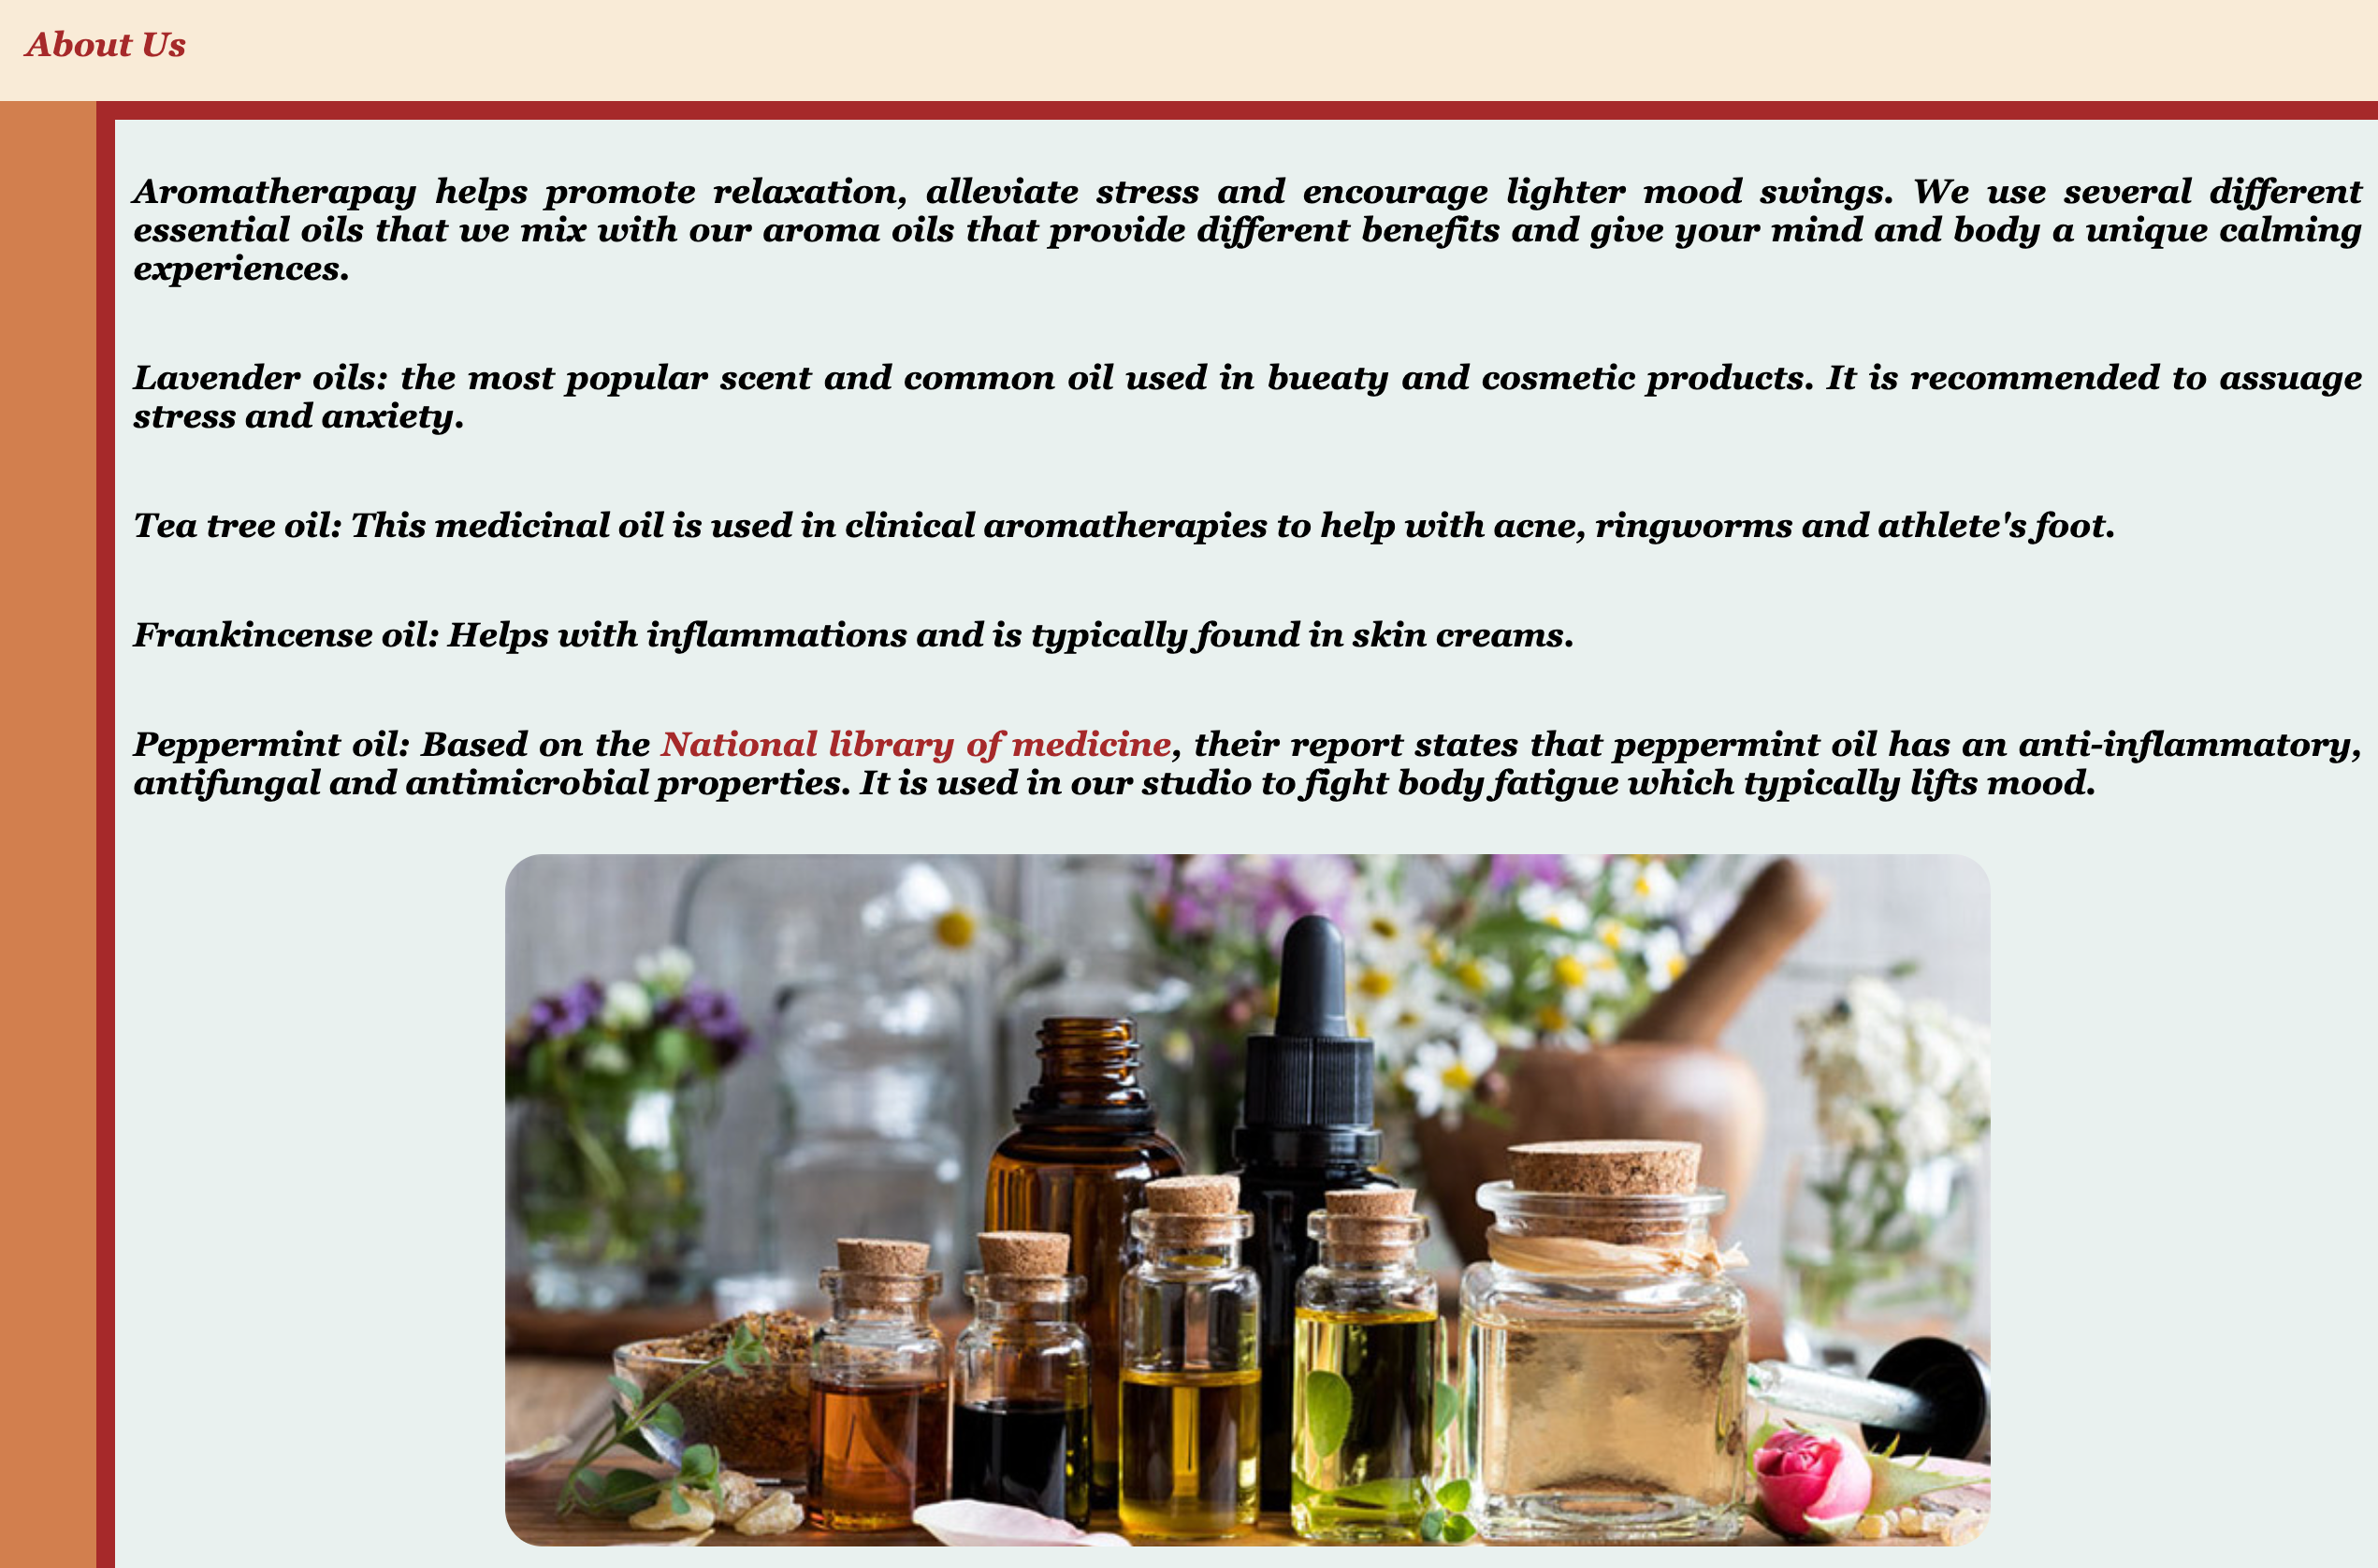 About Us
Aromatherapay helps promote relaxation, alleviate stress and encourage lighter mood swings. We use several different
essential oils that we mix with our aroma oils that provide different benefits and give your mind and body a unique calming
experiences.
Lavender oils: the most popular scent and common oil used in bueaty and cosmetic products. It is recommended to assuage
stress and anxiety.
Tea tree oil: This medicinal oil is used in clinical aromatherapies to help with acne, ringworms and athlete's foot.
Frankincense oil: Helps with inflammations and is typically found in skin creams.
Peppermint oil: Based on the National library of medicine, their report states that peppermint oil has an anti-inflammatory,
antifungal and antimicrobial properties. It is used in our studio to fight body fatigue which typically lifts mood.